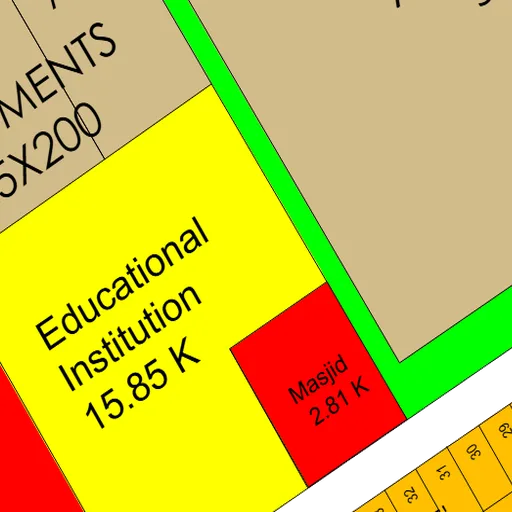 MENTS
5X200
Educational
Institution
15.85 K
Masjid
2.81 K
32
31
30
29